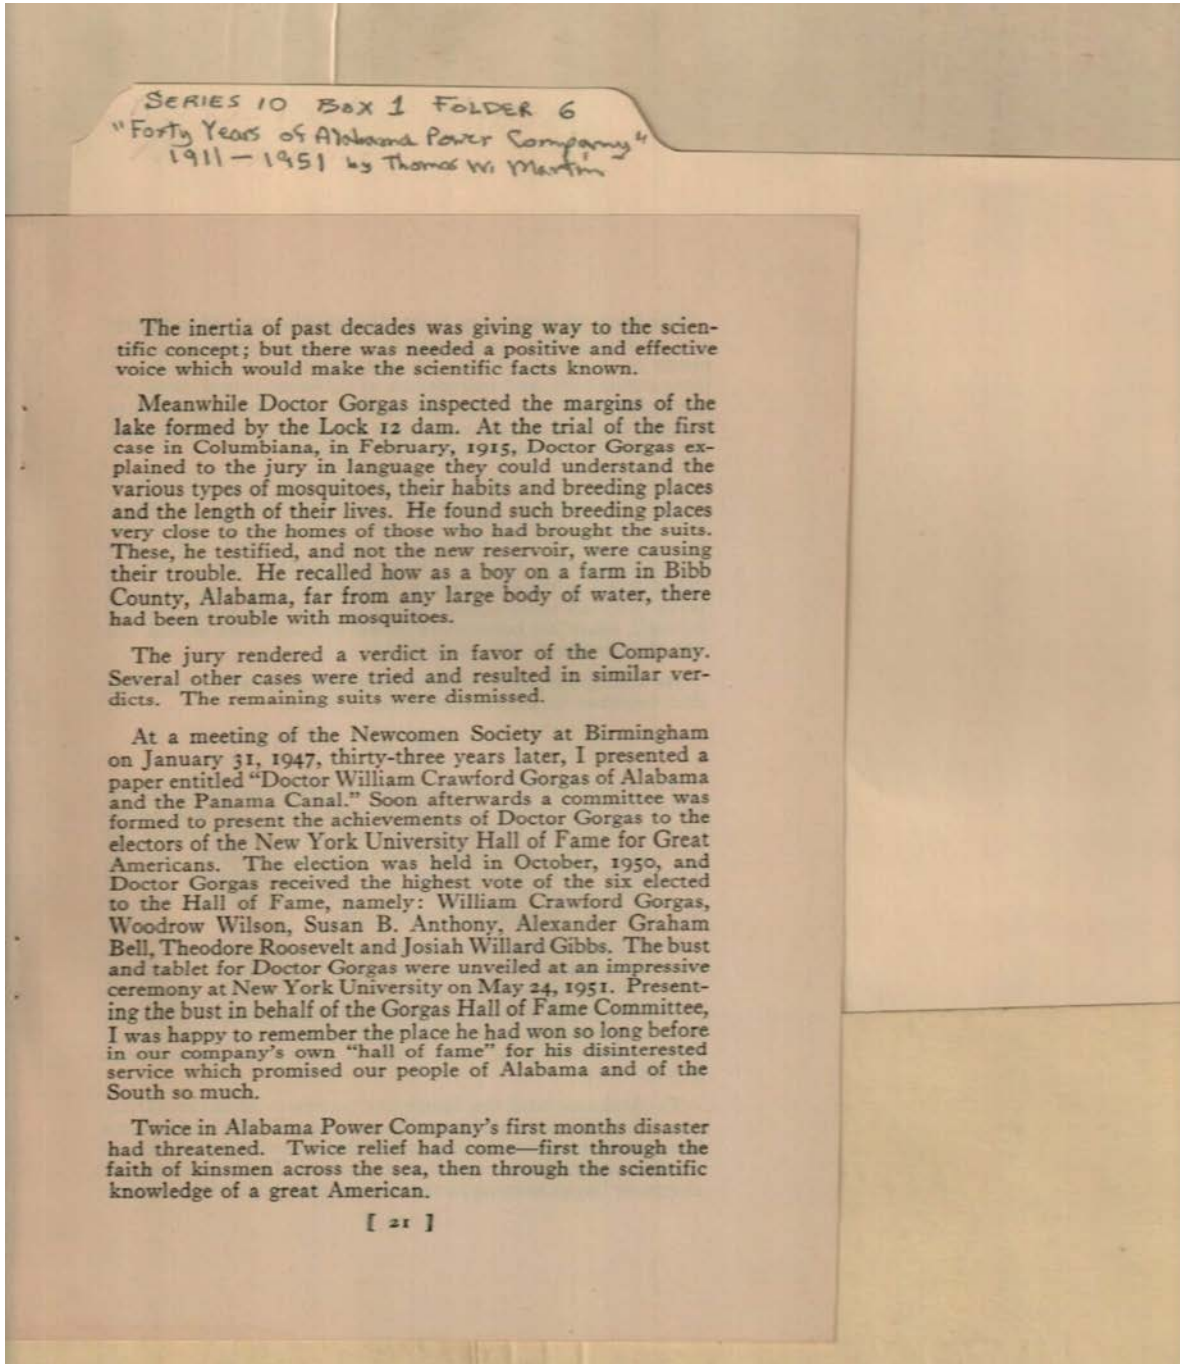 SERIES 10 BOX 1 FOLDER 6
"Forty Years of Alabama Power Company"
1911-1951 by Thomas W. Martin
The inertia of past decades was giving way to the scien-
tific concept; but there was needed a positive and effective
voice which would make the scientific facts known.
Meanwhile Doctor Gorgas inspected the margins of the
lake formed by the Lock 12 dam. At the trial of the first
case in Columbiana, in February, 1915, Doctor Gorgas ex-
plained to the jury in language they could understand the
various types of mosquitoes, their habits and breeding places
and the length of their lives. He found such breeding places
very close to the homes of those who had brought the suits.
These, he testified, and not the new reservoir, were causing
their trouble. He recalled how as a boy on a farm in Bibb
County, Alabama, far from any large body of water, there
had been trouble with mosquitoes.
The jury rendered a verdict in favor of the Company.
Several other cases were tried and resulted in similar ver-
dicts. The remaining suits were dismissed.
At a meeting of the Newcomen Society at Birmingham
on January 31, 1947, thirty-three years later, I presented a
paper entitled "Doctor William Crawford Gorgas of Alabama
and the Panama Canal." Soon afterwards a committee was
formed to present the achievements of Doctor Gorgas to the
electors of the New York University Hall of Fame for Great
Americans. The election was held in October, 1950, and
Doctor Gorgas received the highest vote of the six elected
to the Hall of Fame, namely: William Crawford Gorgas,
Woodrow Wilson, Susan B. Anthony, Alexander Graham
Bell, Theodore Roosevelt and Josiah Willard Gibbs. The bust
and tablet for Doctor Gorgas were unveiled at an impressive
ceremony at New York University on May 24, 1951. Present-
ing the bust in behalf of the Gorgas Hall of Fame Committee,
I was happy to remember the place he had won so long before
in our company's own "hall of fame" for his disinterested
service which promised our people of Alabama and of the
South so much.
Twice in Alabama Power Company's first months disaster
had threatened. Twice relief had come—first through the
faith of kinsmen across the sea, then through the scientific
knowledge of a great American.
[ 21 ]